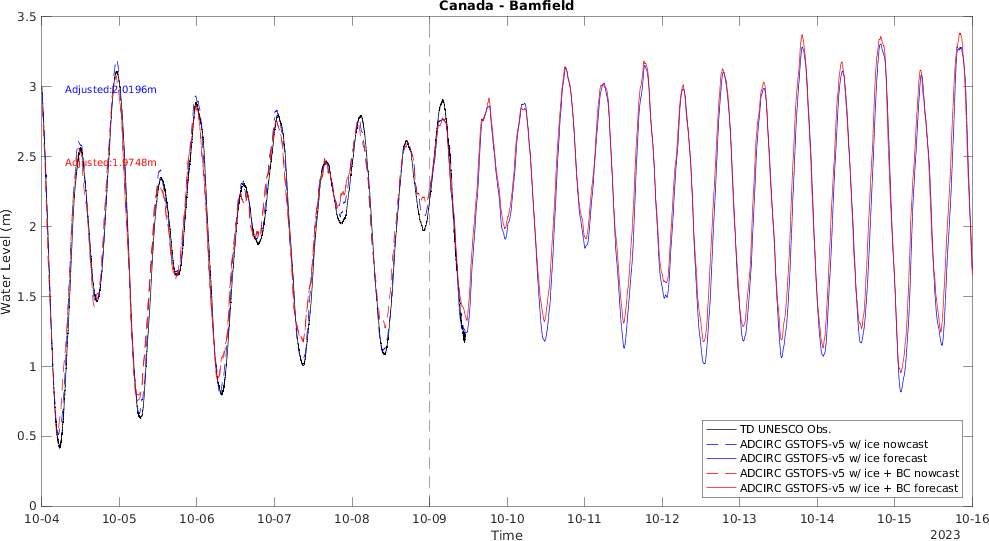 Canada - Bamfield
3.5
3
2.5
2
1.5
1
0.5
0
Water Level (m)
Adjusted:2.0196m
Adjusted:1.9748m
TD UNESCO Obs.
ADCIRC GSTOFS-v5 w/ ice nowcast
ADCIRC GSTOFS-v5 w/ ice forecast
ADCIRC GSTOFS-v5 w/ ice + BC nowcast
ADCIRC GSTOFS-v5 w/ ice + BC forecast
10-04 10-05 10-06 10-07 10-08 10-09 10-10 10-11 10-12 10-13 10-14 10-15 10-16
Time
2023